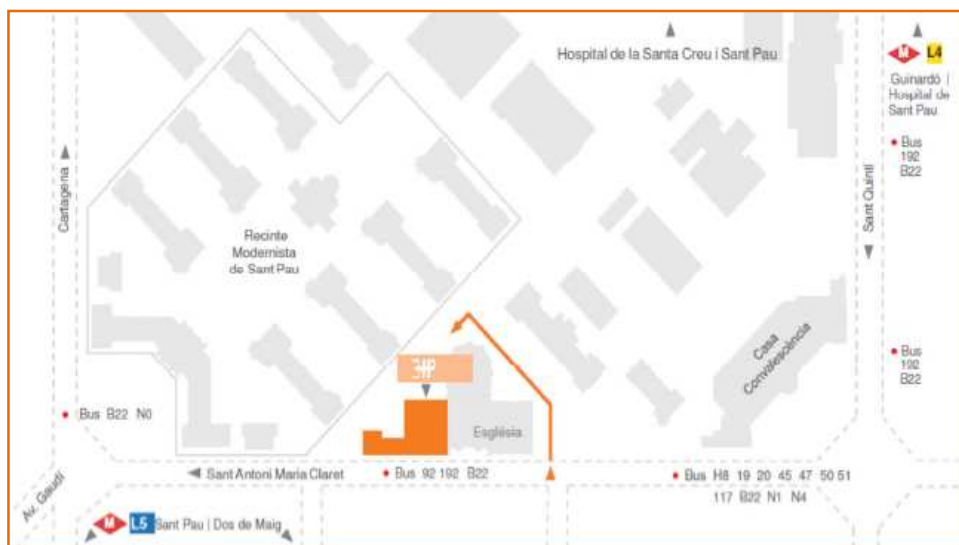 Hospital de la Santa Creu i Sant Pau
M L4
Guinardó |
Hospital de
Sant Pau
Bus
192
B22
Cartagena
Sant Quintí
Recinte
Modernista
de Sant Pau
Casa
Convalescència
Bus
192
B22
Bus B22 N0
Església
Sant Antoni Maria Claret
Bus 92 192 B22
Bus H8 19 20 45 47 50 51
117 B22 N1 N4
Av. Gaudí
M L5 Sant Pau | Dos de Maig